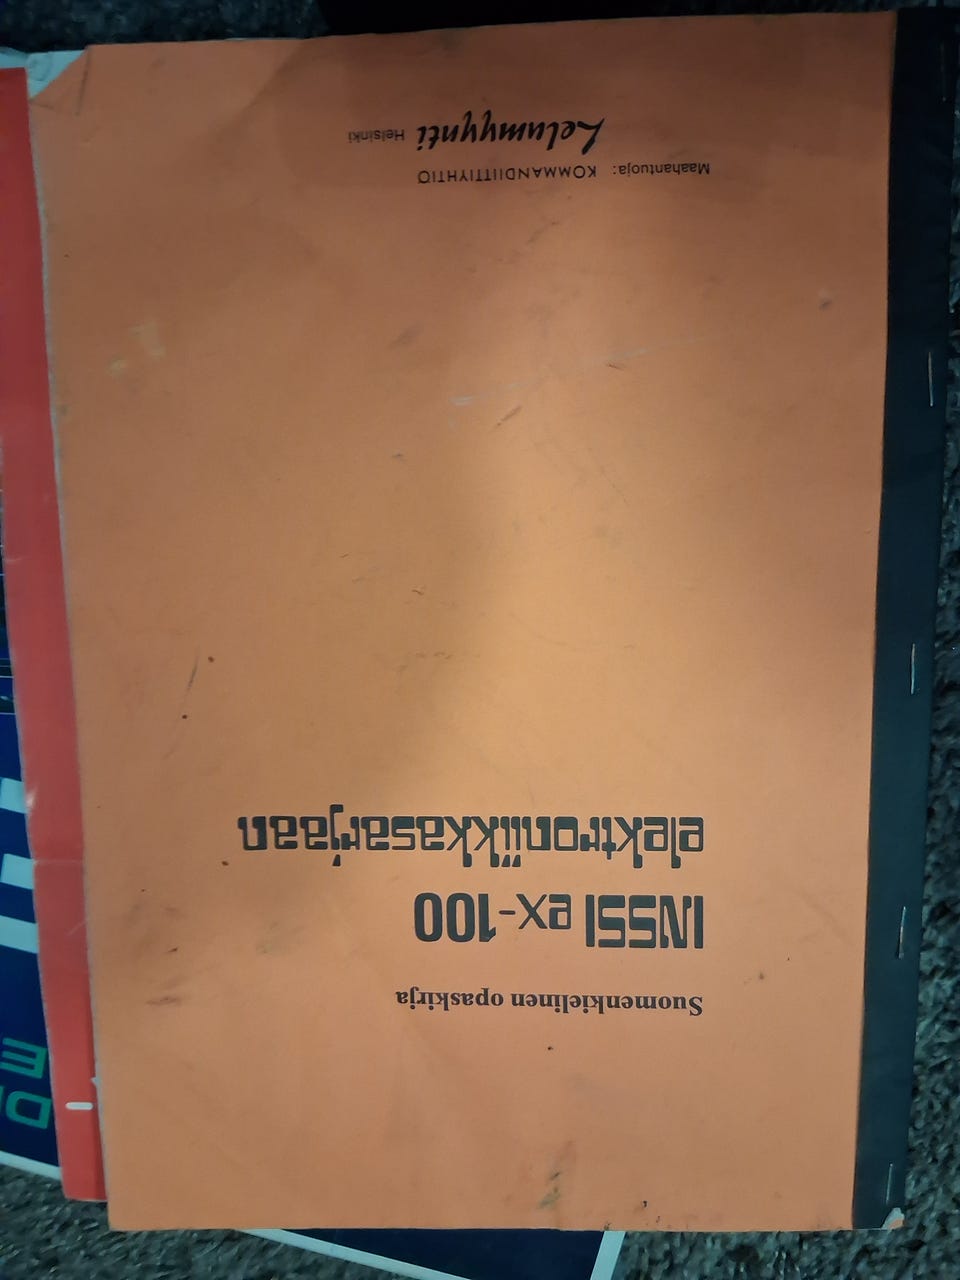 Suomenkielinen opaskirja
INSSI ex-100
elektroniikkasarjaan
Maahantuoja: KOMMANDIITTIYHTIÖ
Lelumyynti Helsinki